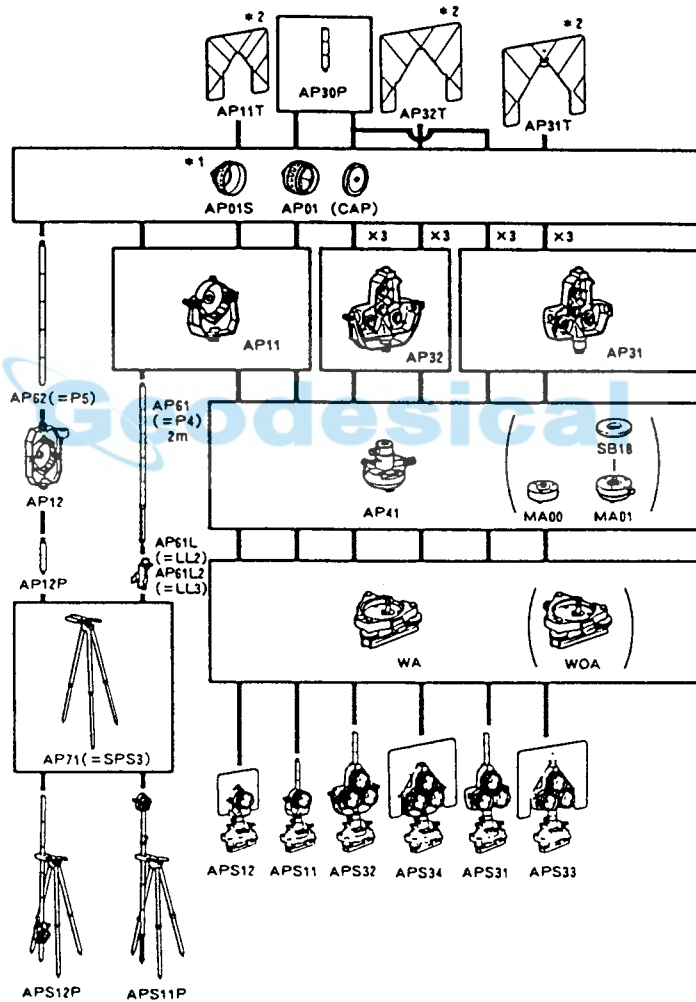 *2
*2
*2
AP11T
AP30P
AP32T
AP31T
*1
AP01S
AP01
(CAP)
×3
×3
×3
×3
AP11
AP32
AP31
AP62(=P5)
AP61
(=P4)
2m
Geodesical
SB18
AP12
AP41
MA00
MA01
AP61L
(=LL2)
AP61L2
(=LL3)
AP12P
WA
WOA
AP71(=SPS3)
APS12
APS11
APS32
APS34
APS31
APS33
APS12P
APS11P